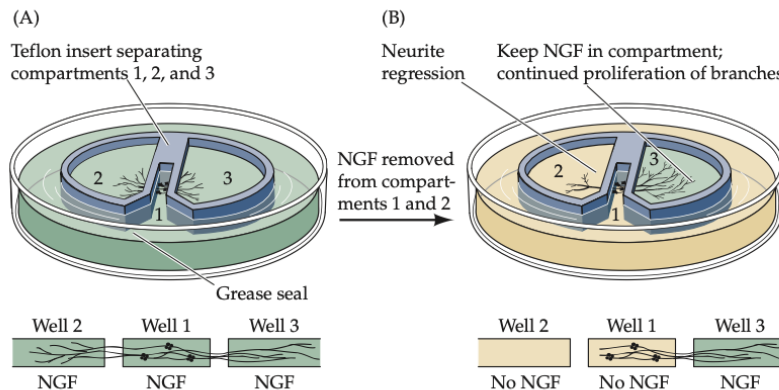 (A)
Teflon insert separating
compartments 1, 2, and 3
2
3
1
Grease seal
NGF removed
from compart-
ments 1 and 2
(B)
Neurite
regression
Keep NGF in compartment;
continued proliferation of branches
2
3
1
Well 2
Well 1
Well 3
NGF
NGF
NGF
Well 2
Well 1
Well 3
No NGF
No NGF
NGF